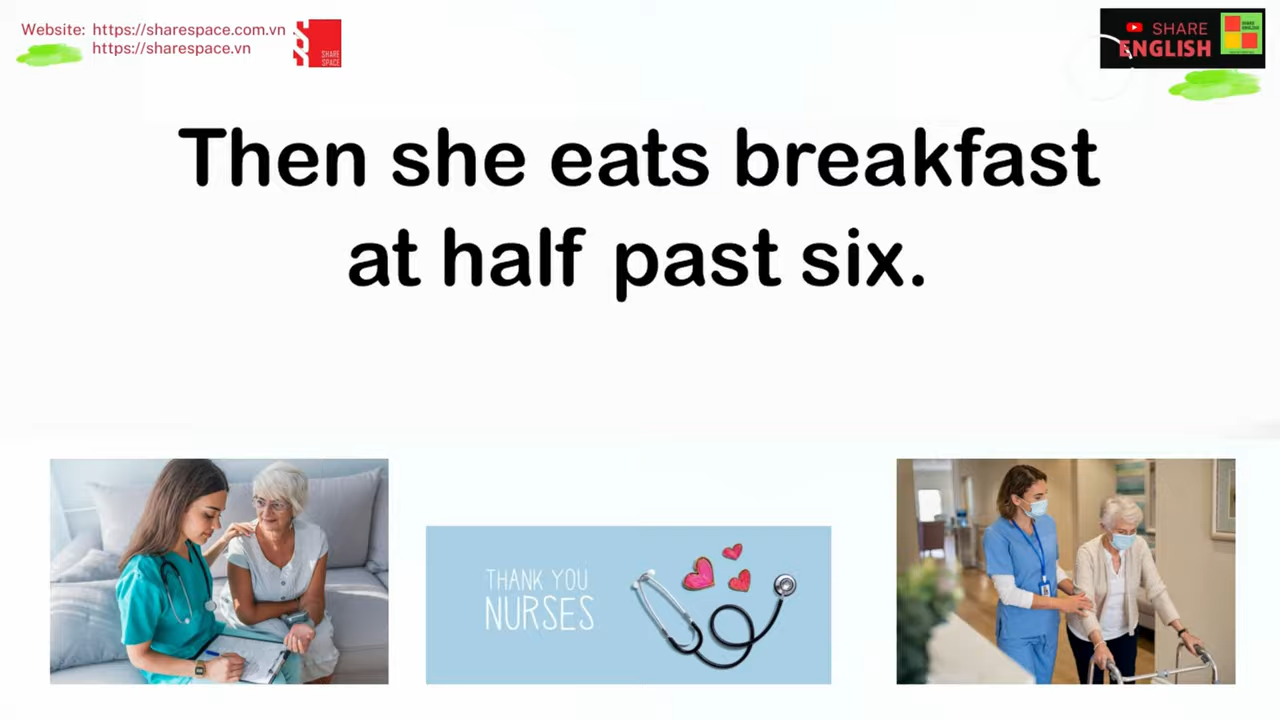 Website: https://sharespace.com.vn
https://sharespace.vn
SHARE
SPACE
SHARE
ENGLISH
Then she eats breakfast
at half past six.
THANK YOU
NURSES